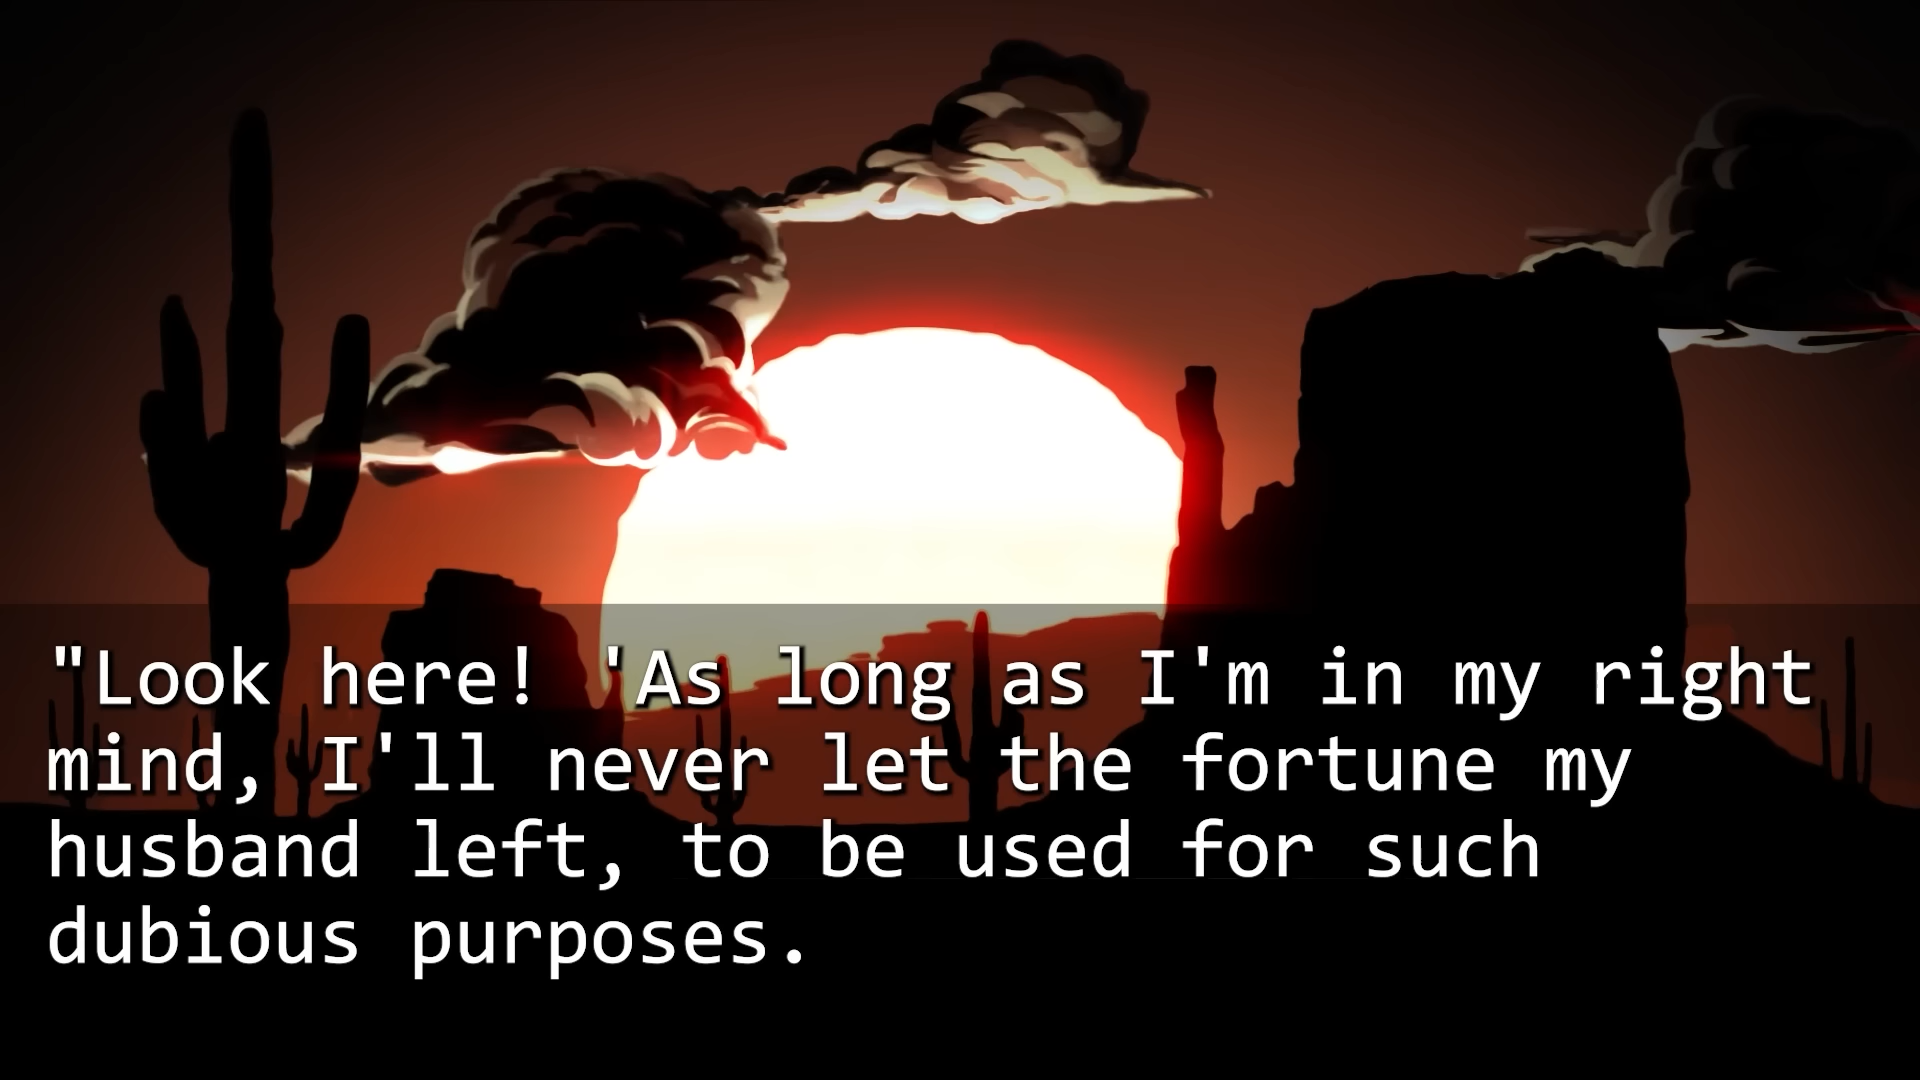 "Look here! 'As long as I'm in my right
mind, I'll never let the fortune my
husband left, to be used for such
dubious purposes.